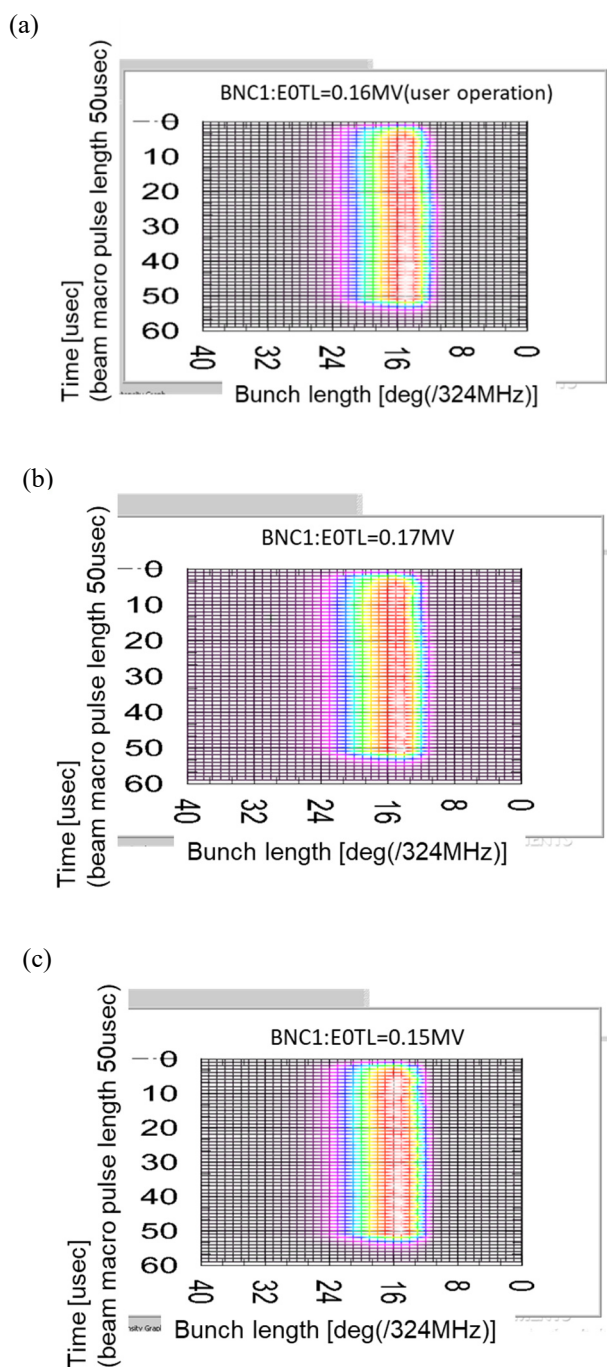 (a)
BNC1:E0TL=0.16MV(user operation)
Time [usec]
(beam macro pulse length 50usec)
0
10
20
30
40
50
60
40
32
24
16
8
0
Bunch length [deg(/324MHz)]
(b)
BNC1:E0TL=0.17MV
Time [usec]
(beam macro pulse length 50usec)
0
10
20
30
40
50
60
40
32
24
16
8
0
Bunch length [deg(/324MHz)]
(c)
BNC1:E0TL=0.15MV
Time [usec]
(beam macro pulse length 50usec)
0
10
20
30
40
50
60
40
32
24
16
8
0
Bunch length [deg(/324MHz)]